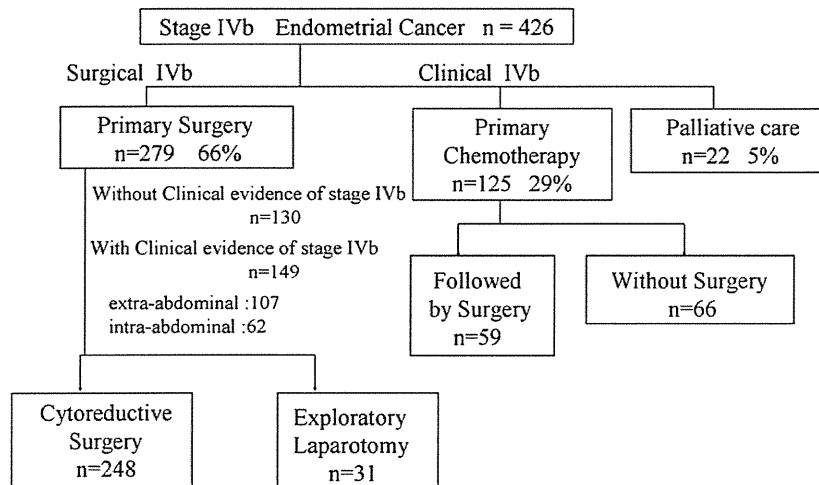 Stage IVb Endometrial Cancer n = 426
Surgical IVb
Clinical IVb
Primary Surgery
n=279 66%
Primary
Chemotherapy
n=125 29%
Palliative care
n=22 5%
Without Clinical evidence of stage IVb
n=130
With Clinical evidence of stage IVb
n=149
extra-abdominal :107
intra-abdominal :62
Followed
by Surgery
n=59
Without Surgery
n=66
Cytoreductive
Surgery
n=248
Exploratory
Laparotomy
n=31